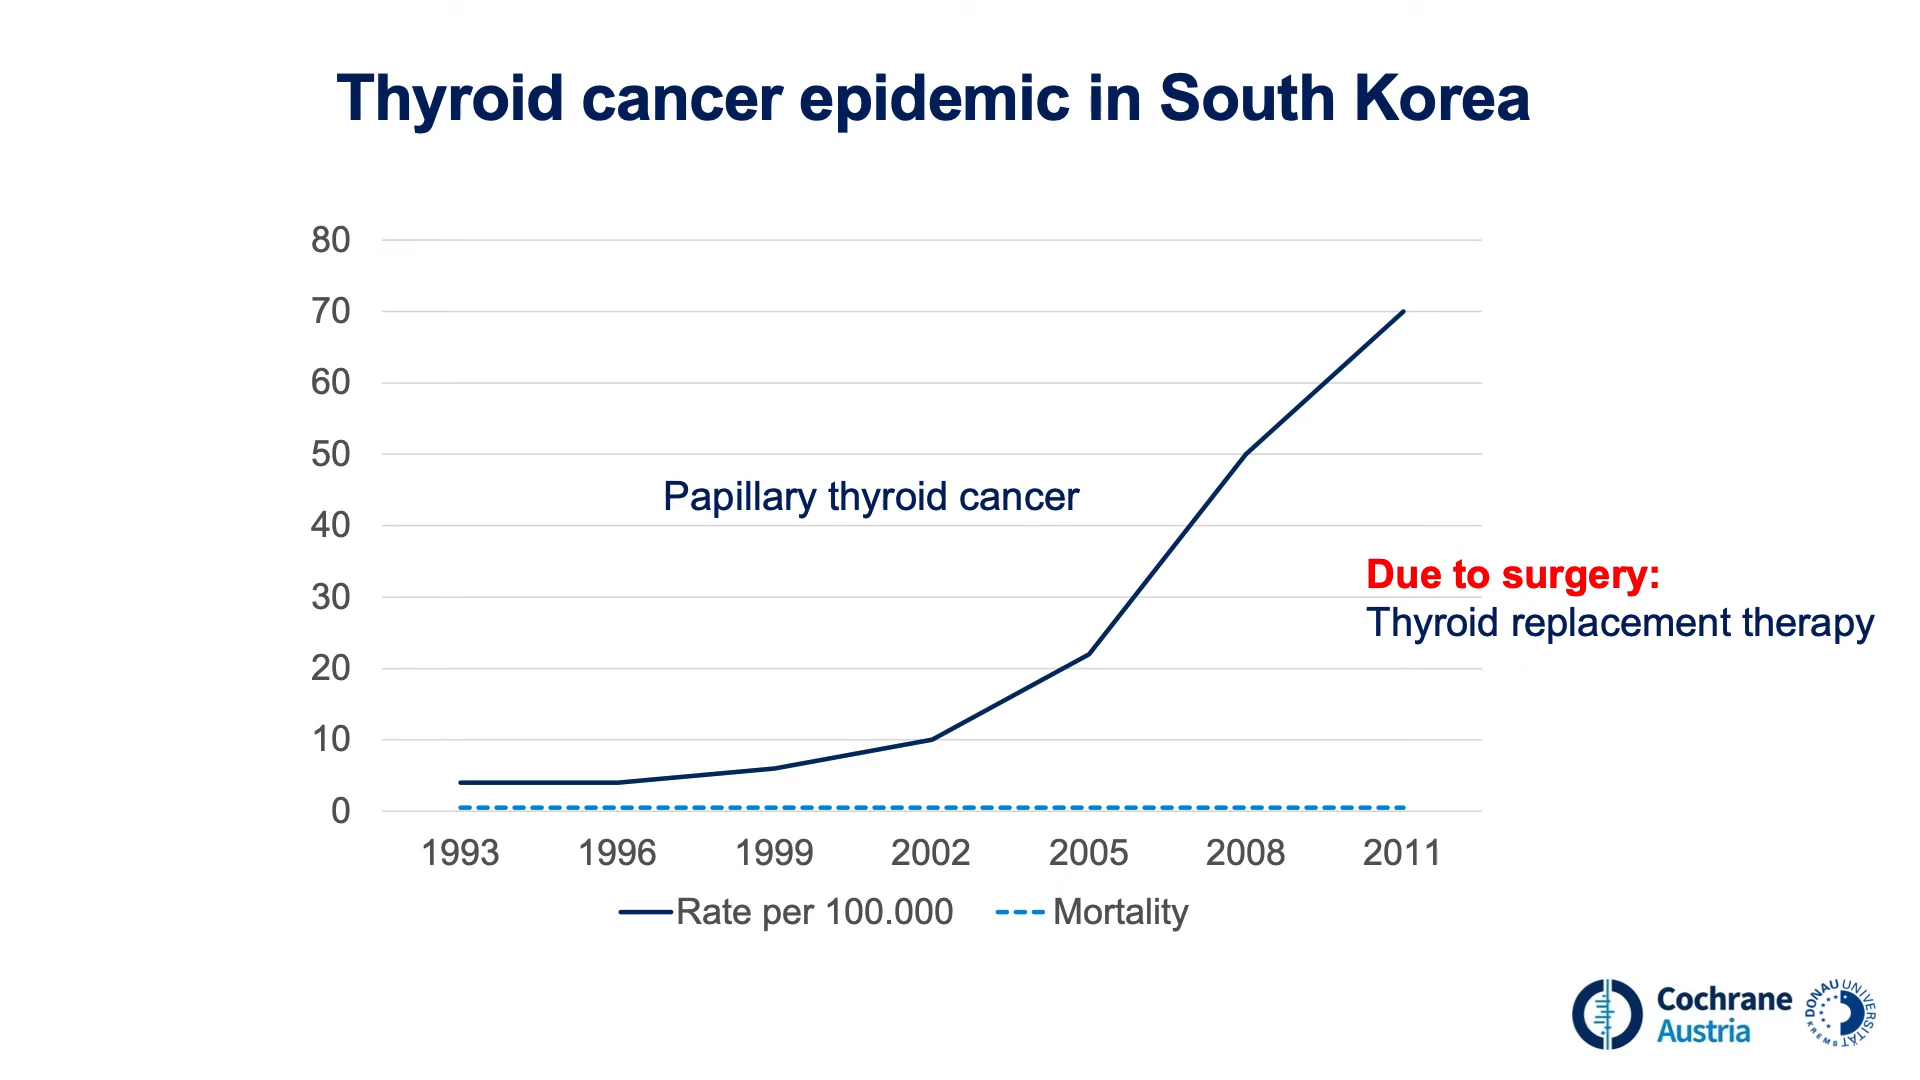 Thyroid cancer epidemic in South Korea
80
70
60
50
Papillary thyroid cancer
40
Due to surgery:
30
Thyroid replacement therapy
20
10
0
1993 1996 1999 2002 2005 2008 2011
Rate per 100.000 Mortality
Cochrane
Austria
DONAU UNIVERSITÄT
KREMS